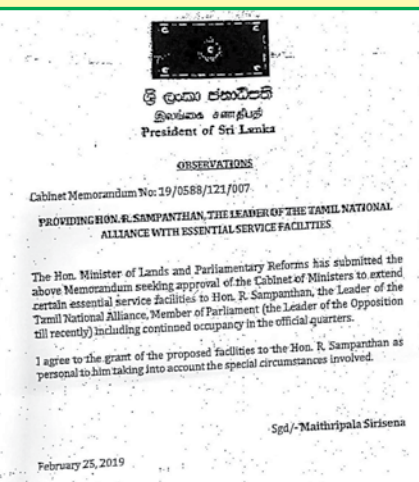 ශ්‍රී ලංකා ජනාධිපති
இலங்கை சனாதிபதி
President of Sri Lanka
OBSERVATIONS
Cabinet Memorandum No: 19/0588/121/007
PROVIDING HON. R. SAMPANTHAN, THE LEADER OF THE TAMIL NATIONAL
ALLIANCE WITH ESSENTIAL SERVICE FACILITIES
The Hon. Minister of Lands and Parliamentary Reforms has submitted the
above Memorandum seeking approval of the Cabinet of Ministers to extend
certain essential service facilities to Hon. R. Sampanthan, the Leader of the
Tamil National Alliance, Member of Parliament (the Leader of the Opposition
till recently) including continued occupancy in the official quarters.
I agree to the grant of the proposed facilities to the Hon. R. Sampanthan as
personal to him taking into account the special circumstances involved.
Sgd/-Maithripala Sirisena
February 25, 2019